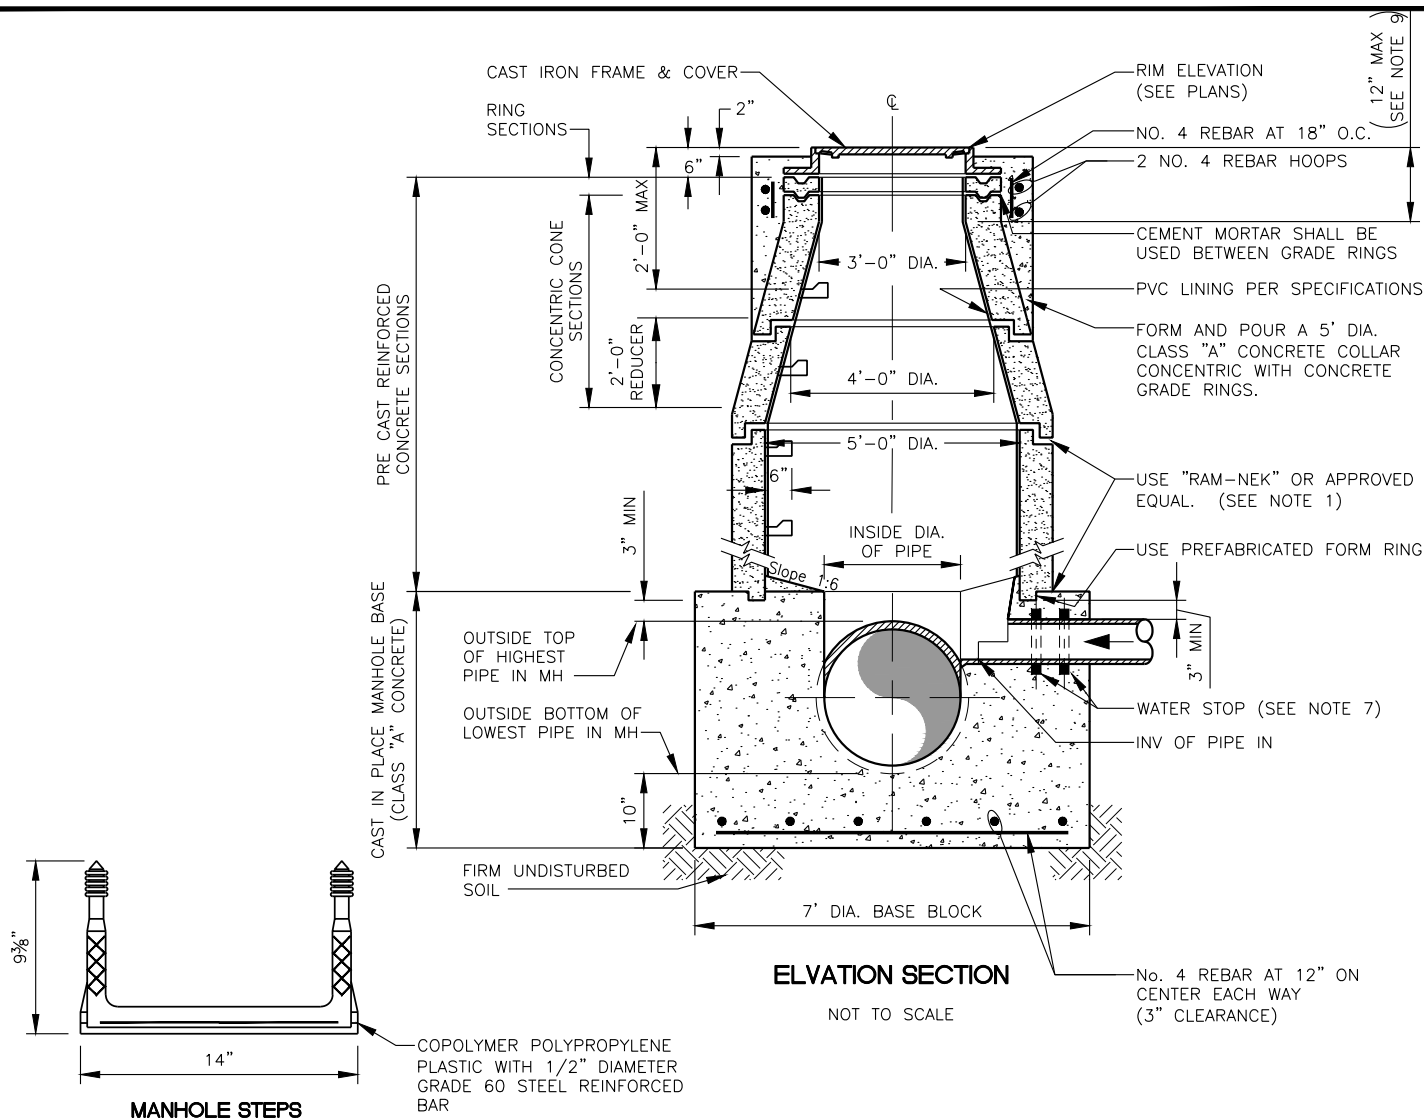 12" MAX
(SEE NOTE 9)
CAST IRON FRAME & COVER
RIM ELEVATION
(SEE PLANS)
℄
2"
RING
SECTIONS
NO. 4 REBAR AT 18" O.C.
2 NO. 4 REBAR HOOPS
6"
CEMENT MORTAR SHALL BE
USED BETWEEN GRADE RINGS
2'-0" MAX
3'-0" DIA.
PVC LINING PER SPECIFICATIONS
CONCENTRIC CONE
SECTIONS
FORM AND POUR A 5' DIA.
CLASS "A" CONCRETE COLLAR
CONCENTRIC WITH CONCRETE
GRADE RINGS.
2'-0"
REDUCER
4'-0" DIA.
PRE CAST REINFORCED
CONCRETE SECTIONS
5'-0" DIA.
6"
USE "RAM-NEK" OR APPROVED
EQUAL. (SEE NOTE 1)
3" MIN
INSIDE DIA.
OF PIPE
USE PREFABRICATED FORM RING
Slope 1:6
CAST IN PLACE MANHOLE BASE
(CLASS "A" CONCRETE)
OUTSIDE TOP
OF HIGHEST
PIPE IN MH
3" MIN
OUTSIDE BOTTOM OF
LOWEST PIPE IN MH
WATER STOP (SEE NOTE 7)
INV OF PIPE IN
10"
FIRM UNDISTURBED
SOIL
7' DIA. BASE BLOCK
ELVATION SECTION
NOT TO SCALE
No. 4 REBAR AT 12" ON
CENTER EACH WAY
(3" CLEARANCE)
9⅜"
14"
COPOLYMER POLYPROPYLENE
PLASTIC WITH 1/2" DIAMETER
GRADE 60 STEEL REINFORCED
BAR
MANHOLE STEPS